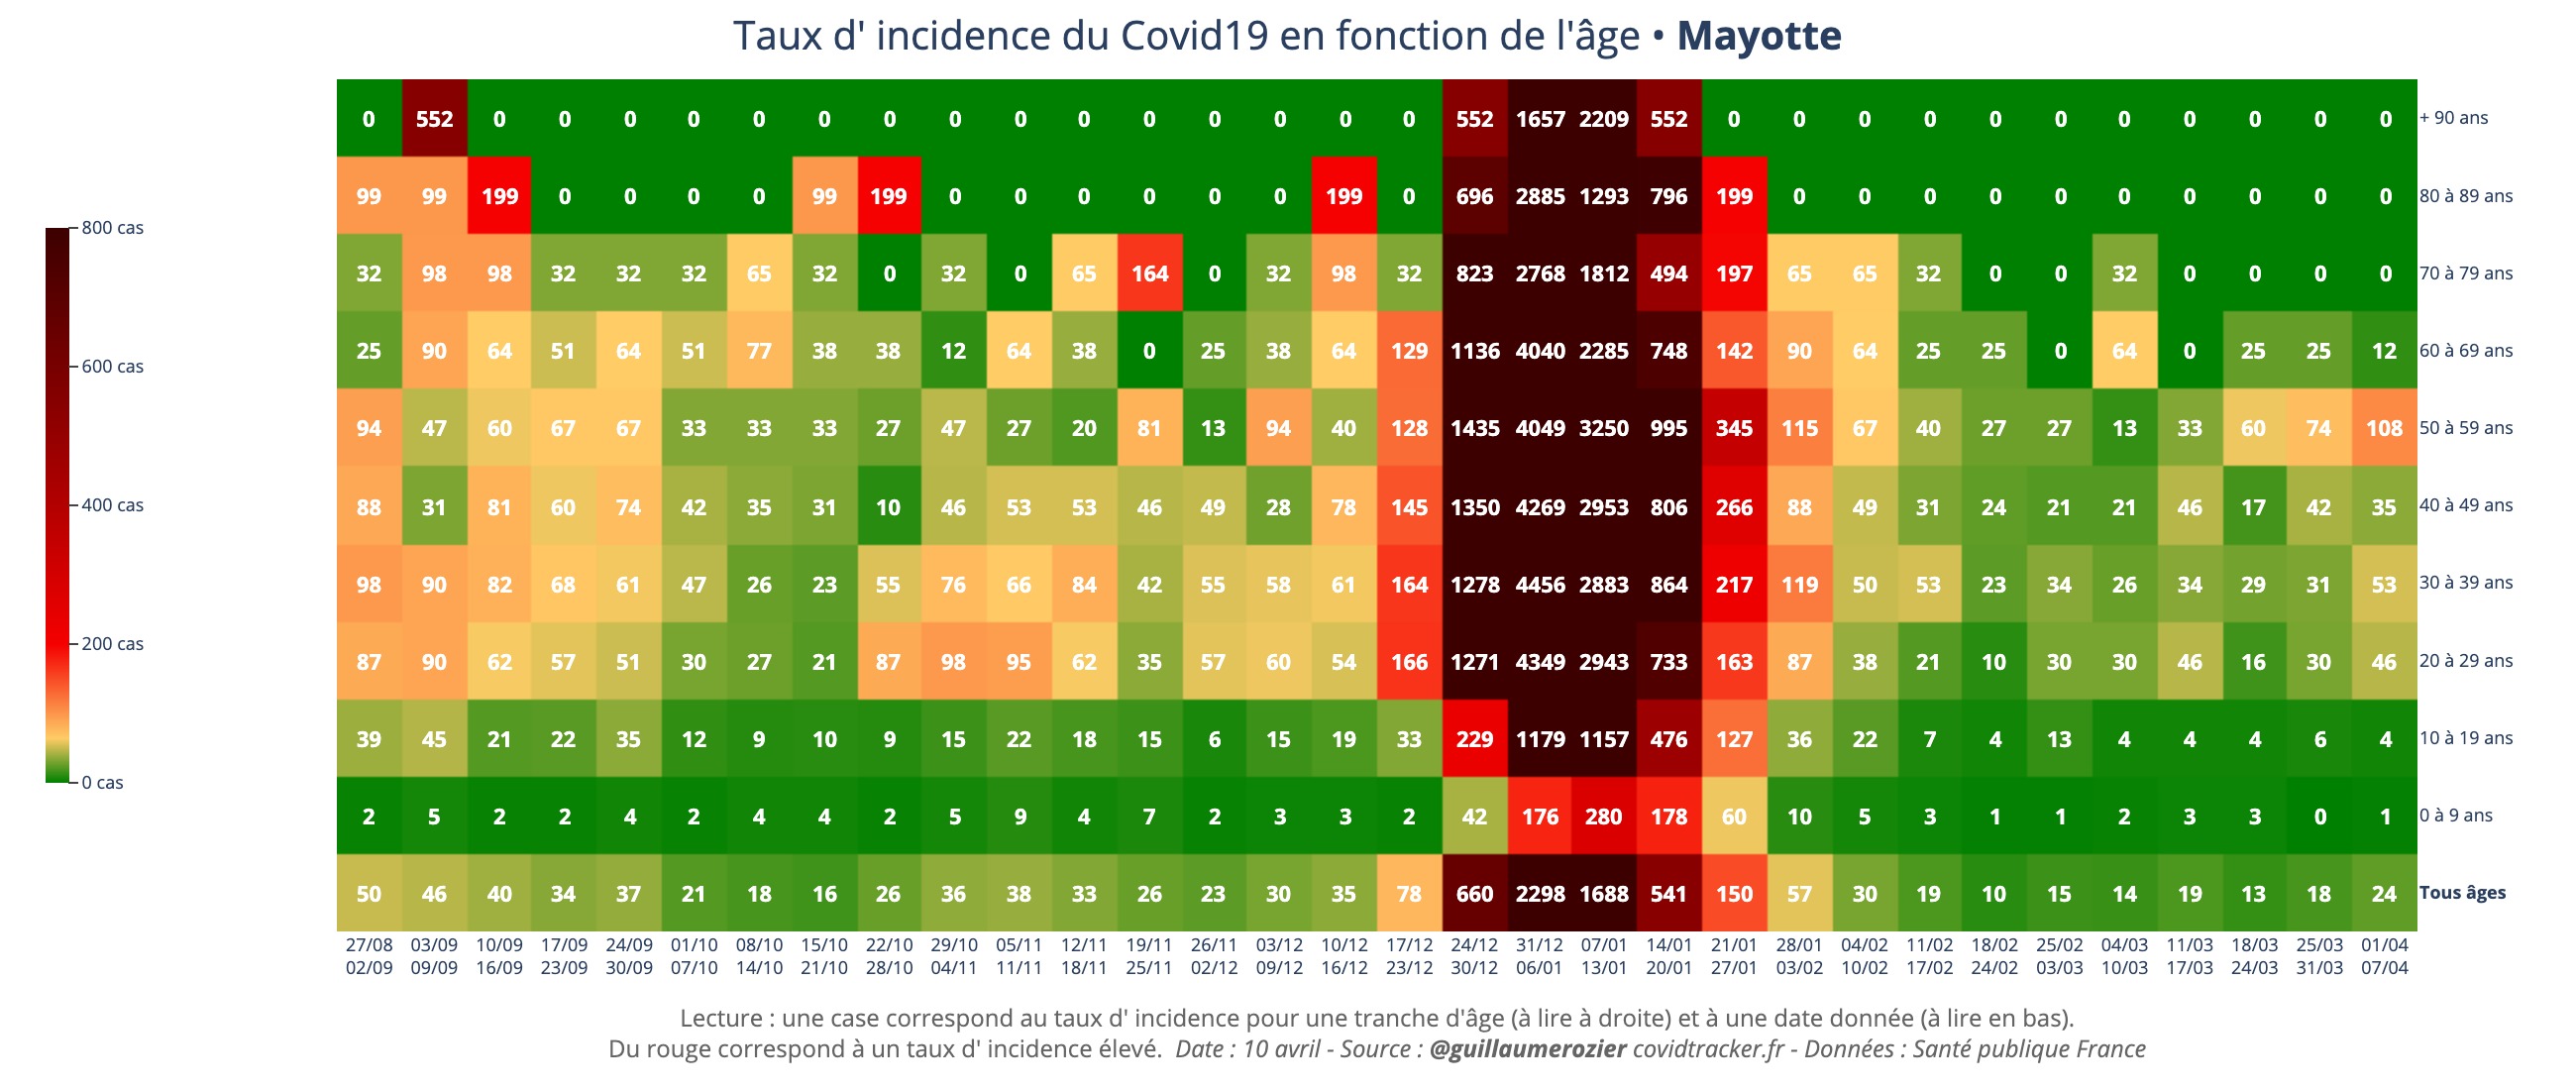 Taux d' incidence du Covid19 en fonction de l'âge • Mayotte
800 cas
600 cas
400 cas
200 cas
0 cas
0 552 0 0 0 0 0 0 0 0 0 0 0 0 0 0 0 552 1657 2209 552 0 0 0 0 0 0 0 0 0 0 0 + 90 ans
99 99 199 0 0 0 0 99 199 0 0 0 0 0 0 199 0 696 2885 1293 796 199 0 0 0 0 0 0 0 0 0 0 80 à 89 ans
32 98 98 32 32 32 65 32 0 32 0 65 164 0 32 98 32 823 2768 1812 494 197 65 65 32 0 0 32 0 0 0 0 70 à 79 ans
25 90 64 51 64 51 77 38 38 12 64 38 0 25 38 64 129 1136 4040 2285 748 142 90 64 25 25 0 64 0 25 25 12 60 à 69 ans
94 47 60 67 67 33 33 33 27 47 27 20 81 13 94 40 128 1435 4049 3250 995 345 115 67 40 27 27 13 33 60 74 108 50 à 59 ans
88 31 81 60 74 42 35 31 10 46 53 53 46 49 28 78 145 1350 4269 2953 806 266 88 49 31 24 21 21 46 17 42 35 40 à 49 ans
98 90 82 68 61 47 26 23 55 76 66 84 42 55 58 61 164 1278 4456 2883 864 217 119 50 53 23 34 26 34 29 31 53 30 à 39 ans
87 90 62 57 51 30 27 21 87 98 95 62 35 57 60 54 166 1271 4349 2943 733 163 87 38 21 10 30 30 46 16 30 46 20 à 29 ans
39 45 21 22 35 12 9 10 9 15 22 18 15 6 15 19 33 229 1179 1157 476 127 36 22 7 4 13 4 4 4 6 4 10 à 19 ans
2 5 2 2 4 2 4 4 2 5 9 4 7 2 3 3 2 42 176 280 178 60 10 5 3 1 1 2 3 3 0 1 0 à 9 ans
50 46 40 34 37 21 18 16 26 36 38 33 26 23 30 35 78 660 2298 1688 541 150 57 30 19 10 15 14 19 13 18 24 Tous âges
27/08 03/09 10/09 17/09 24/09 01/10 08/10 15/10 22/10 29/10 05/11 12/11 19/11 26/11 03/12 10/12 17/12 24/12 31/12 07/01 14/01 21/01 28/01 04/02 11/02 18/02 25/02 04/03 11/03 18/03 25/03 01/04
02/09 09/09 16/09 23/09 30/09 07/10 14/10 21/10 28/10 04/11 11/11 18/11 25/11 02/12 09/12 16/12 23/12 30/12 06/01 13/01 20/01 27/01 03/02 10/02 17/02 24/02 03/03 10/03 17/03 24/03 31/03 07/04
Lecture : une case correspond au taux d' incidence pour une tranche d'âge (à lire à droite) et à une date donnée (à lire en bas).
Du rouge correspond à un taux d' incidence élevé. Date : 10 avril - Source : @guillaumerozier covidtracker.fr - Données : Santé publique France